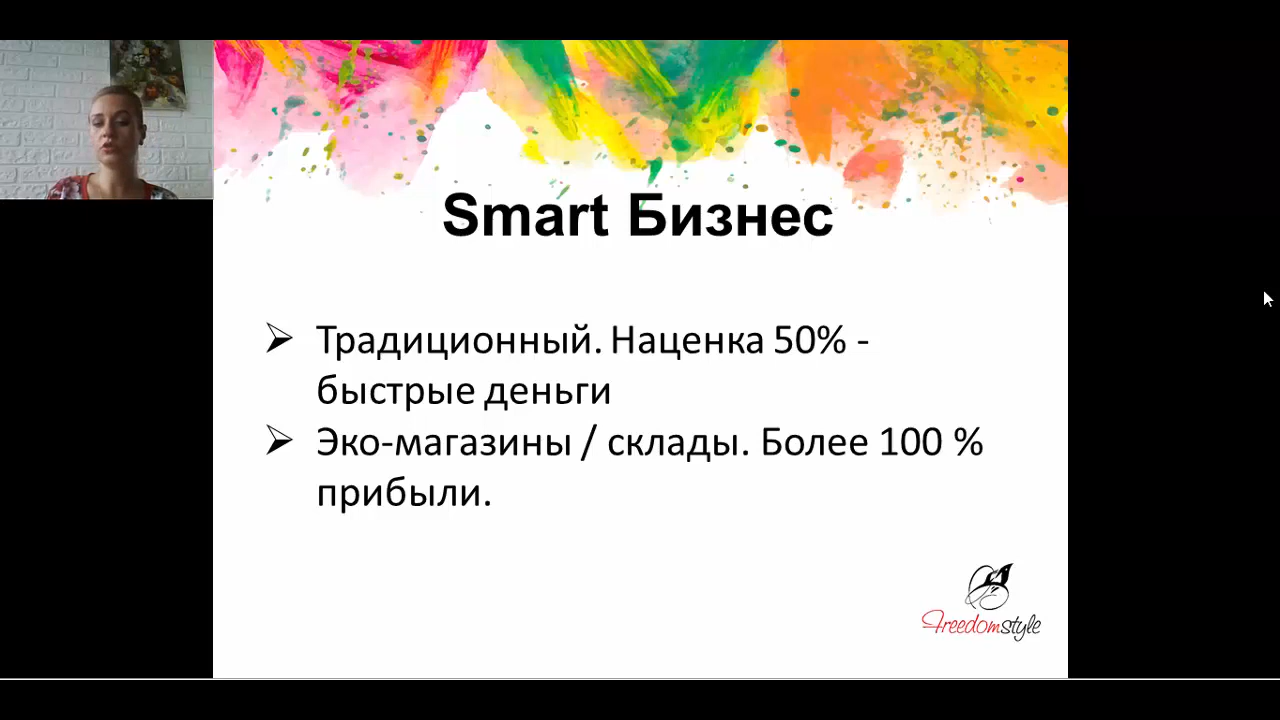 Smart Бизнес
Традиционный. Наценка 50% -
быстрые деньги
Эко-магазины / склады. Более 100 %
прибыли.
Freedomstyle